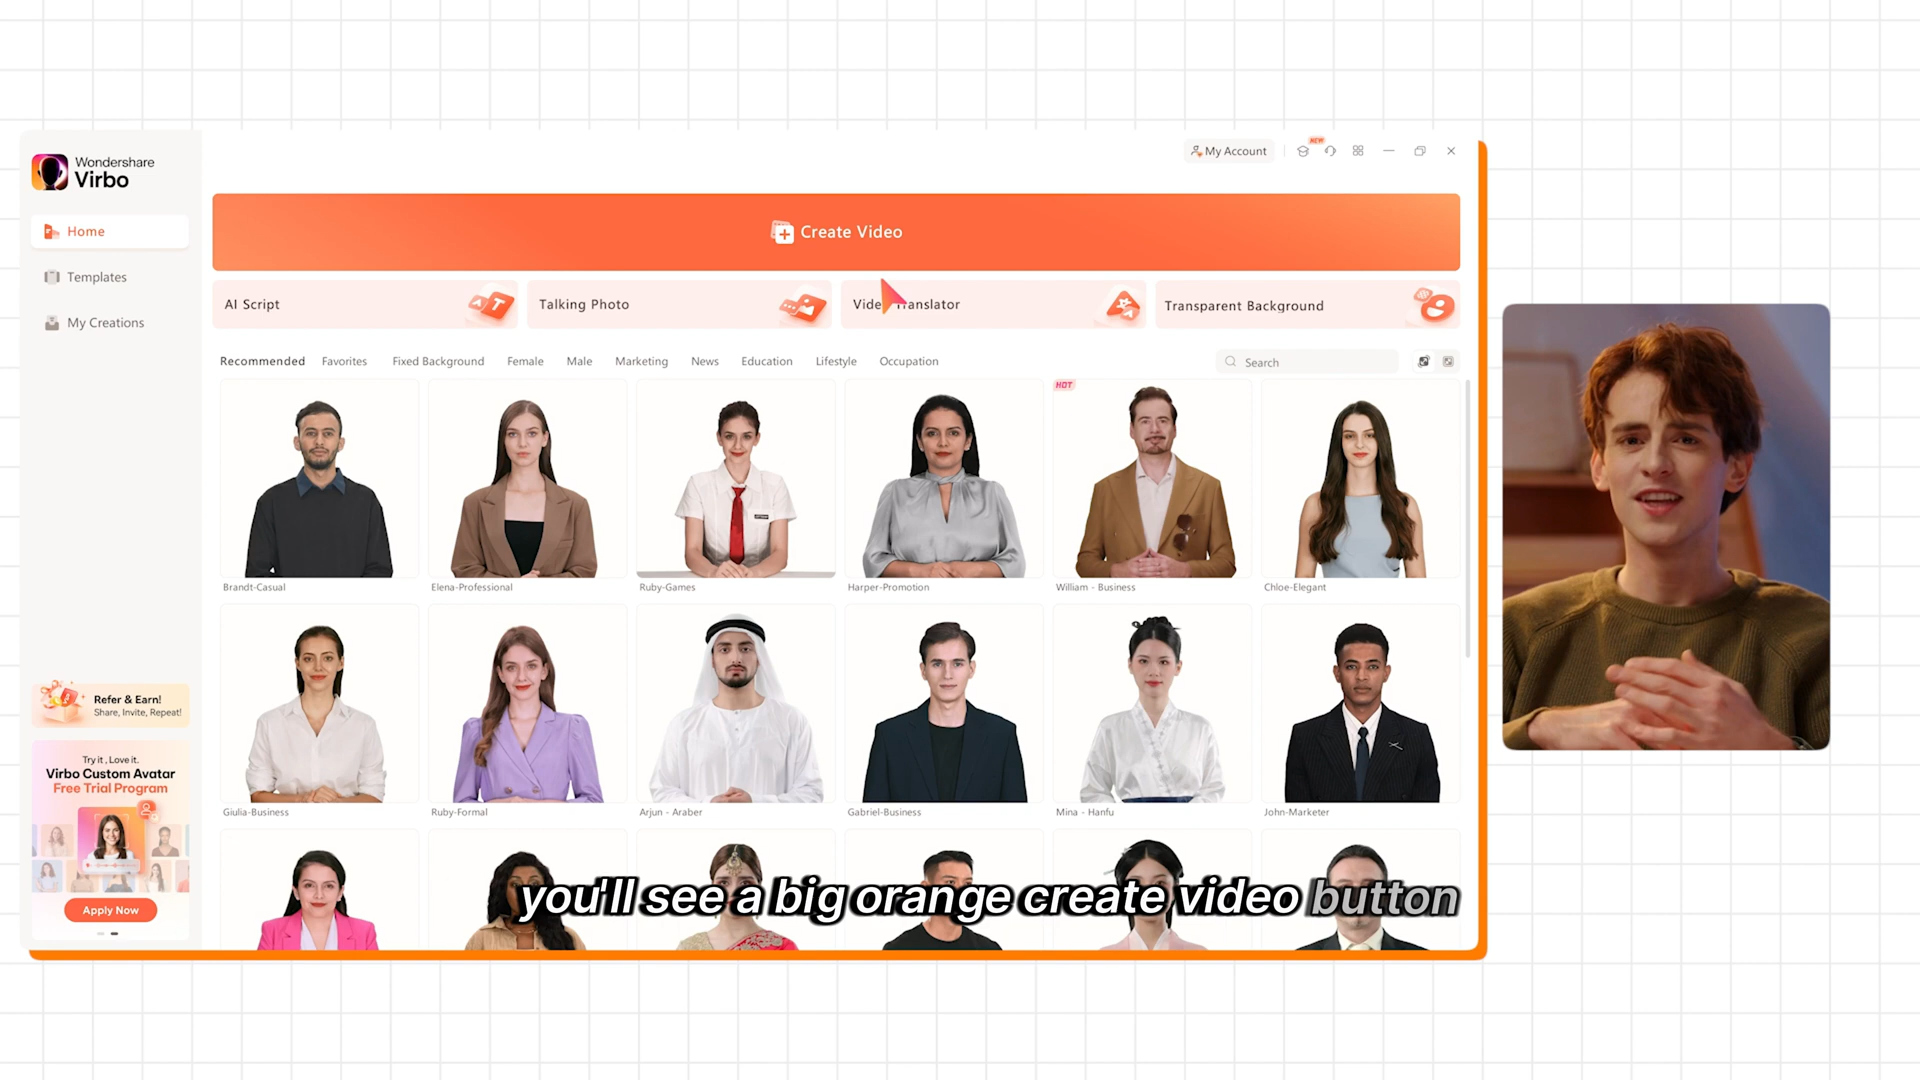 Wondershare
Virbo
My Account
NEW
Home
Templates
My Creations
Create Video
AI Script
Talking Photo
Video Translator
Transparent Background
Recommended
Favorites
Fixed Background
Female
Male
Marketing
News
Education
Lifestyle
Occupation
Search
HOT
Brandt-Casual
Elena-Professional
Ruby-Games
Harper-Promotion
William - Business
Chloe-Elegant
Giulia-Business
Ruby-Formal
Arjun - Araber
Gabriel-Business
Mina - Hanfu
John-Marketer
Refer & Earn!
Share, Invite, Repeat!
Try it , Love it.
Virbo Custom Avatar
Free Trial Program
Apply Now
you'll see a big orange create video button